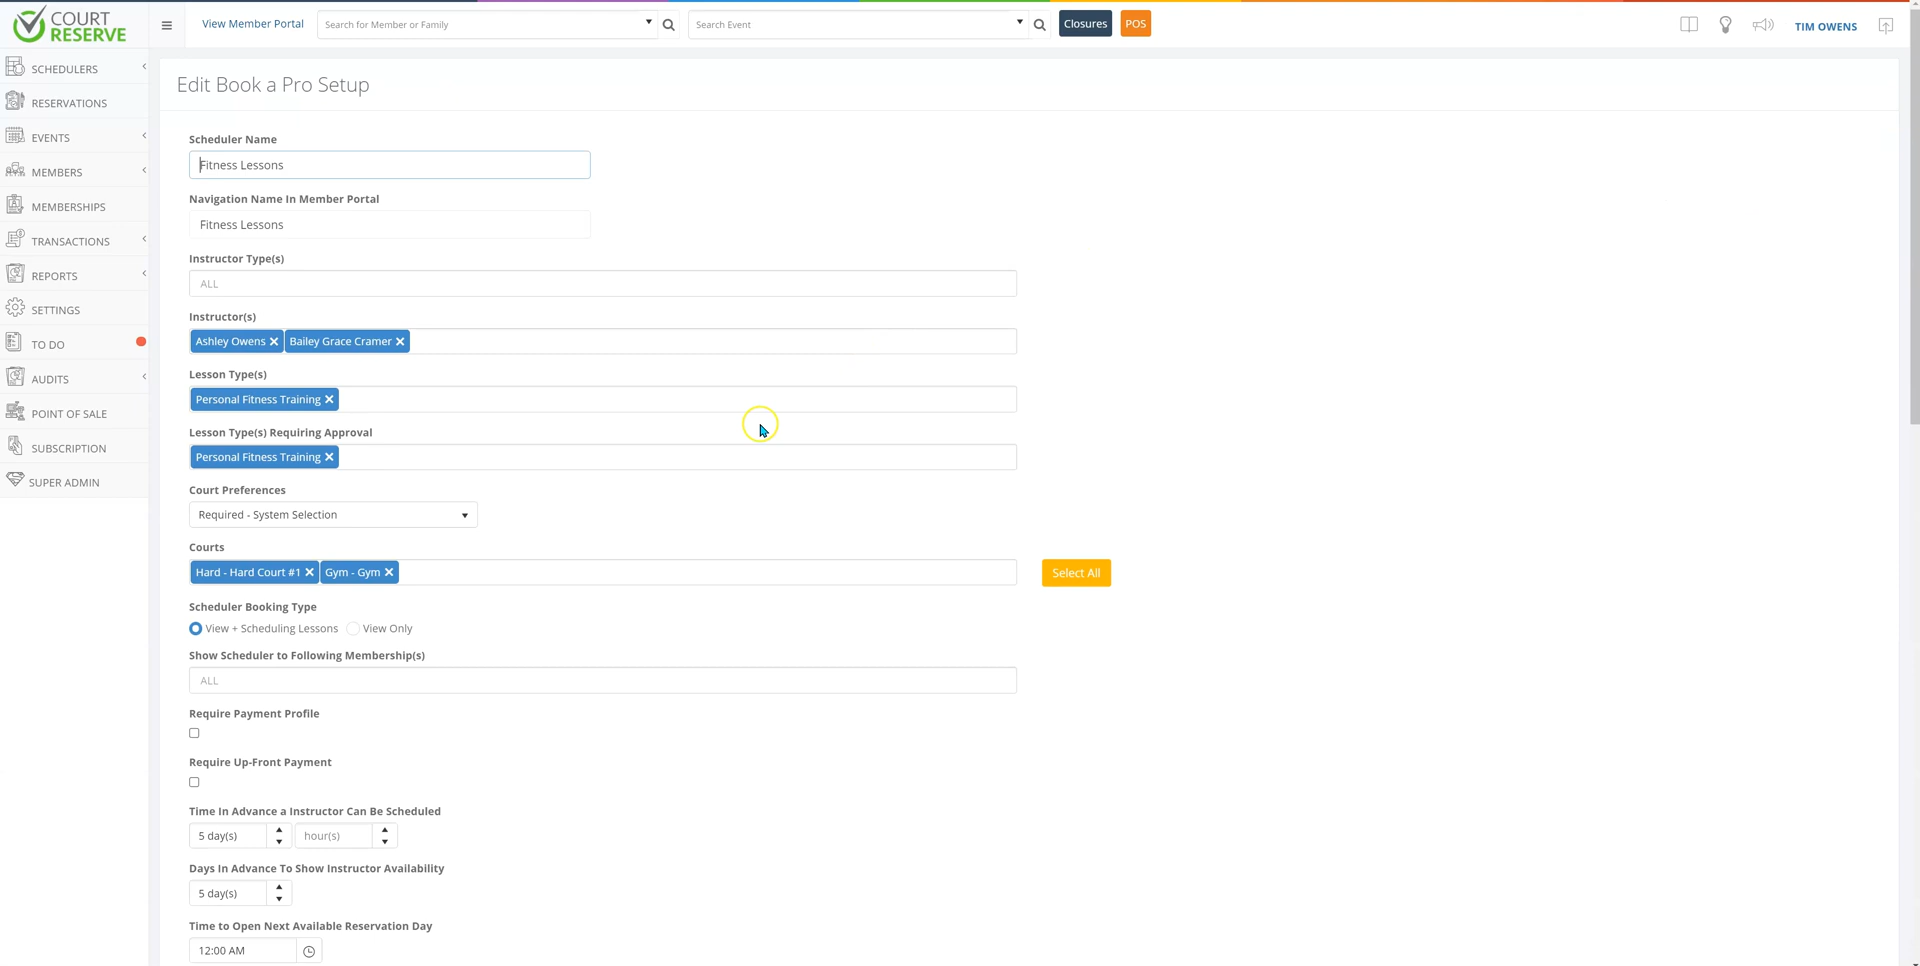 COURT
RESERVE
View Member Portal
Search for Member or Family
Search Event
Closures
POS
TIM OWENS
SCHEDULERS
RESERVATIONS
EVENTS
MEMBERS
MEMBERSHIPS
TRANSACTIONS
REPORTS
SETTINGS
TO DO
AUDITS
POINT OF SALE
SUBSCRIPTION
SUPER ADMIN
Edit Book a Pro Setup
Scheduler Name
Fitness Lessons
Navigation Name In Member Portal
Fitness Lessons
Instructor Type(s)
ALL
Instructor(s)
Ashley Owens ✕ Bailey Grace Cramer ✕
Lesson Type(s)
Personal Fitness Training ✕
Lesson Type(s) Requiring Approval
Personal Fitness Training ✕
Court Preferences
Required - System Selection
Courts
Hard - Hard Court #1 ✕ Gym - Gym ✕
Select All
Scheduler Booking Type
View + Scheduling Lessons View Only
Show Scheduler to Following Membership(s)
ALL
Require Payment Profile
Require Up-Front Payment
Time In Advance a Instructor Can Be Scheduled
5 day(s) hour(s)
Days In Advance To Show Instructor Availability
5 day(s)
Time to Open Next Available Reservation Day
12:00 AM